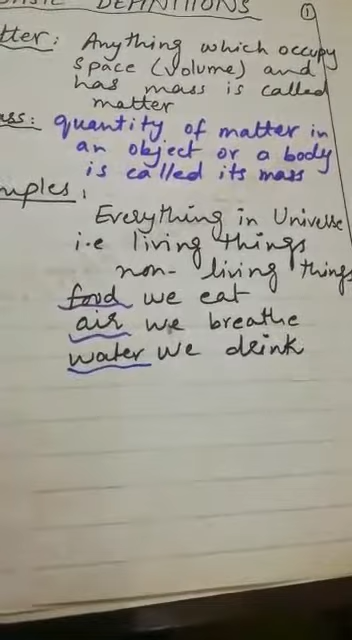 BASIC DEFINITIONS
1
tter: Anything which occupy
space (volume) and
has mass is called
matter
ass: quantity of matter in
an object or a body
is called its mass
mples:
Everything in Universe
i.e living things
non- living things
food we eat
air we breathe
water we drink